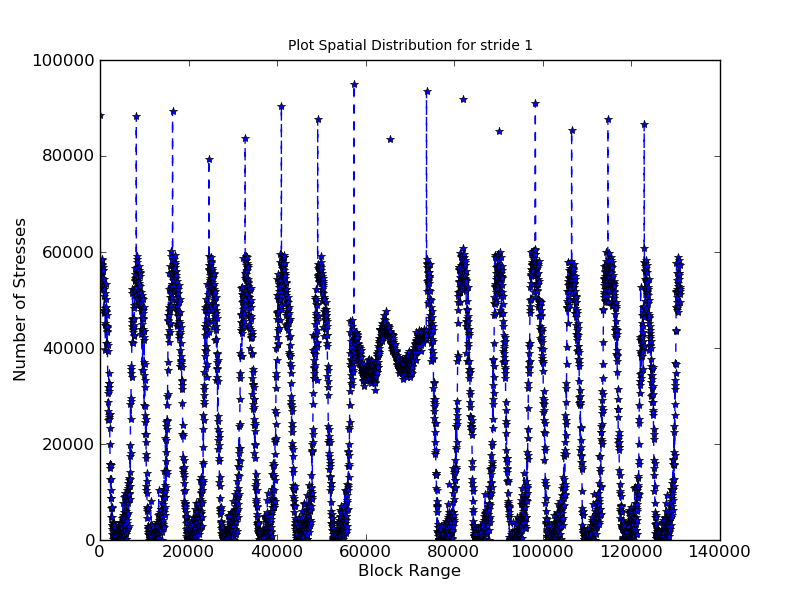 Plot Spatial Distribution for stride 1
100000
80000
60000
40000
20000
0
Number of Stresses
0 20000 40000 60000 80000 100000 120000 140000
Block Range